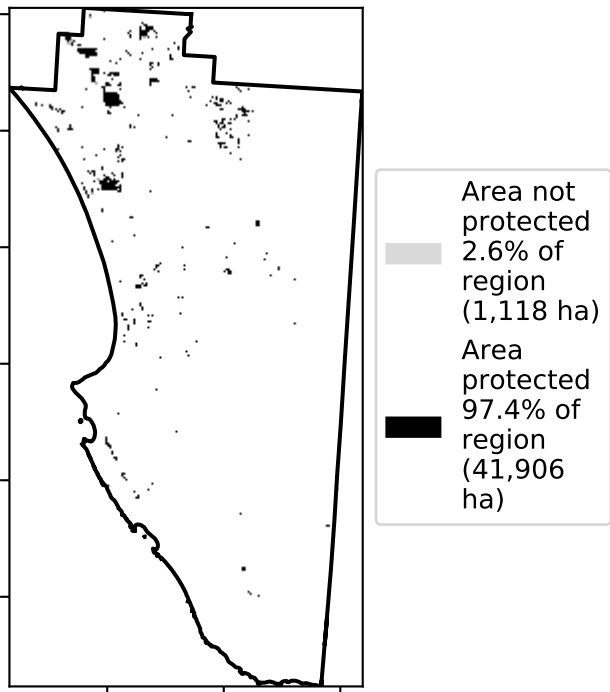 Area not
protected
2.6% of
region
(1,118 ha)
Area
protected
97.4% of
region
(41,906
ha)